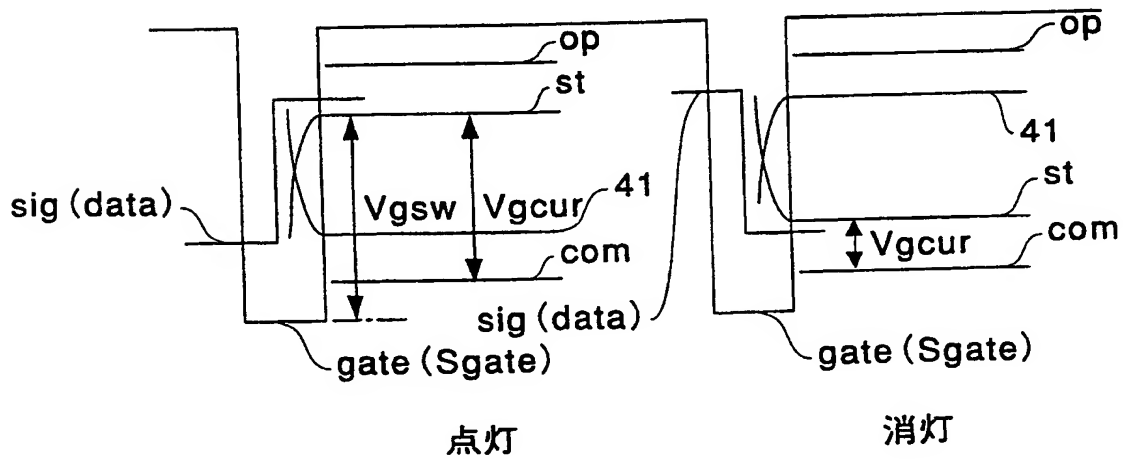 op
st
sig (data)
Vgsw
Vgcur
41
com
gate (Sgate)
点灯
op
41
st
Vgcur
com
sig (data)
gate (Sgate)
消灯